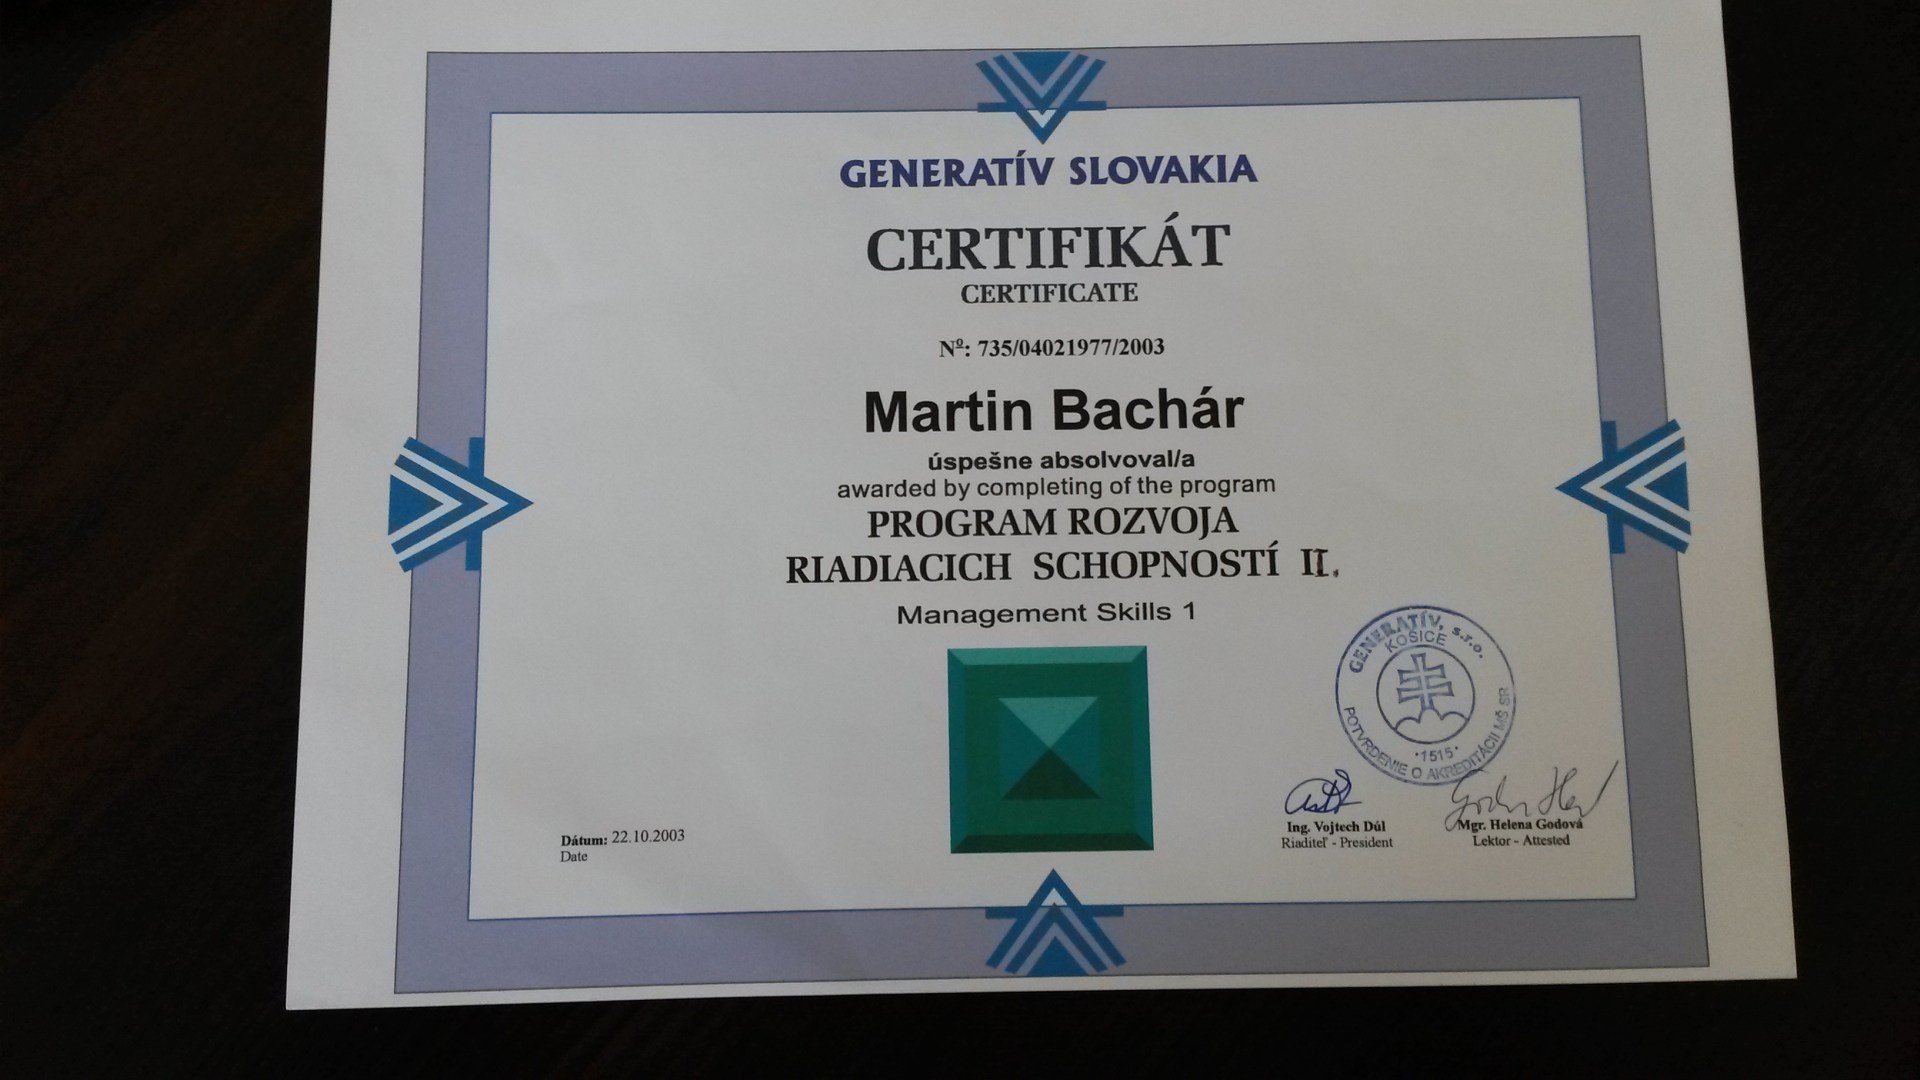 GENERATÍV SLOVAKIA
CERTIFIKÁT
CERTIFICATE
Nº: 735/04021977/2003
Martin Bachár
úspešne absolvoval/a
awarded by completing of the program
PROGRAM ROZVOJA
RIADIACICH SCHOPNOSTÍ II.
Management Skills 1
GENERATÍV, s.r.o.
KOŠICE
POTVRDENIE O AKREDITÁCII MŠ SR
·1515·
Dátum: 22.10.2003
Date
Ing. Vojtech Dúl
Riaditeľ - President
Mgr. Helena Godová
Lektor - Attested